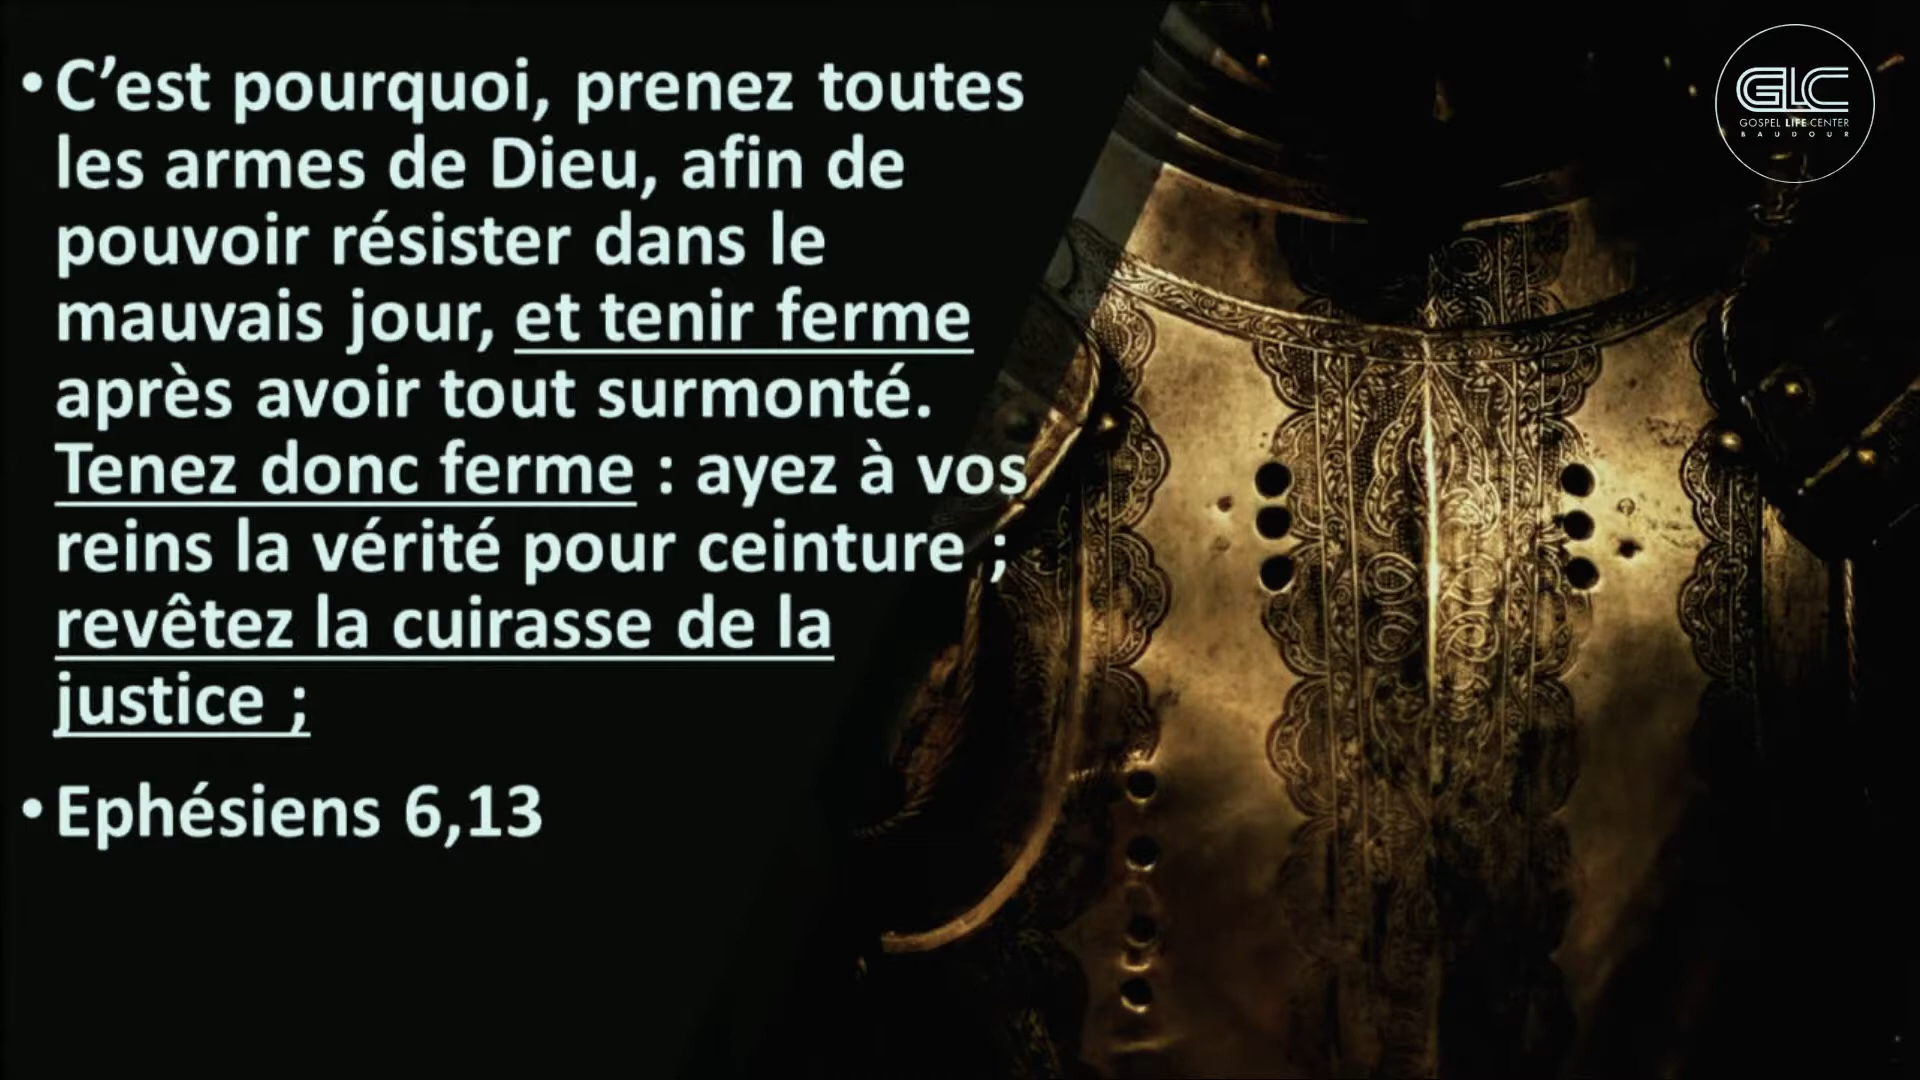 • C’est pourquoi, prenez toutes
les armes de Dieu, afin de
pouvoir résister dans le
mauvais jour, et tenir ferme
après avoir tout surmonté.
Tenez donc ferme : ayez à vos
reins la vérité pour ceinture ;
revêtez la cuirasse de la
justice ;
• Ephésiens 6,13
GLC
GOSPEL LIFE CENTER
BAUDOUR